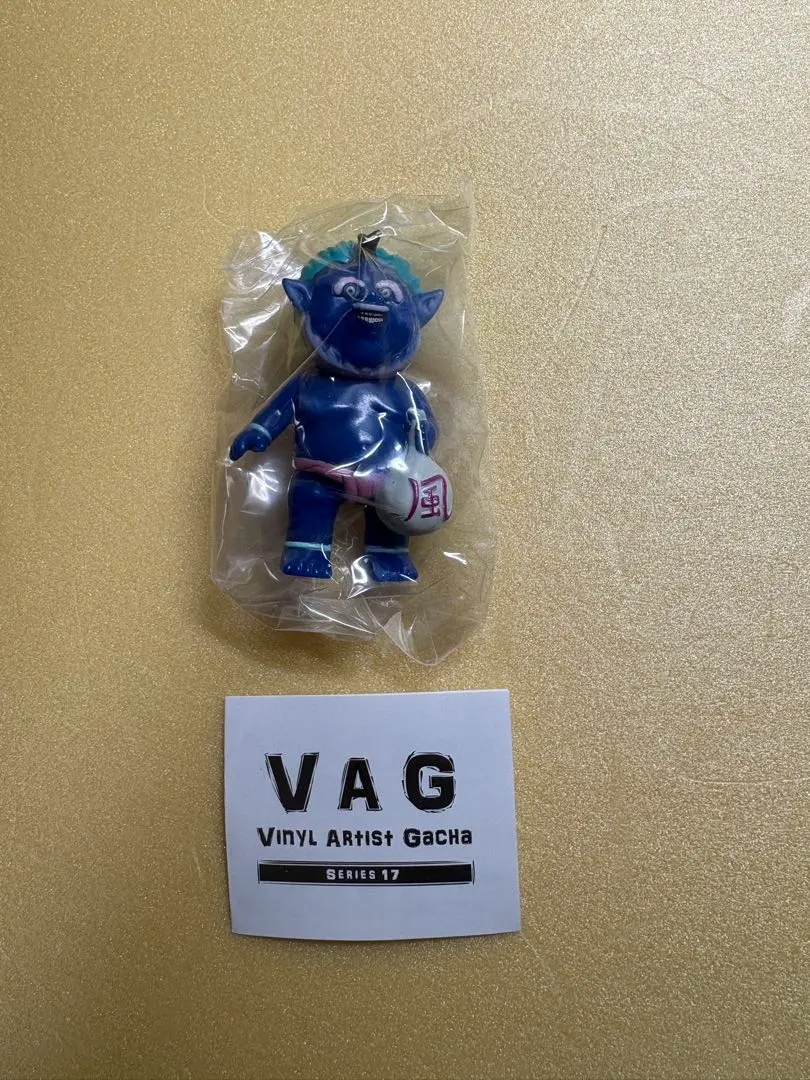 VAG
Vinyl Artist Gacha
Series 17